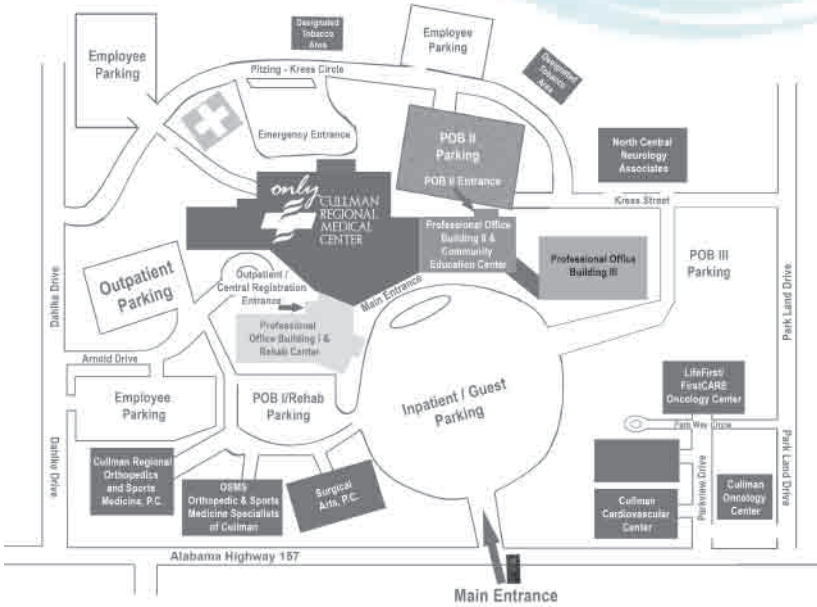 Designated
Tobacco
Area
Employee
Parking
Employee
Parking
Pitzing - Kress Circle
Designated
Tobacco
Area
Emergency Entrance
POB II
Parking
POB II Entrance
North Central
Neurology
Associates
Kress Street
only
CULLMAN
REGIONAL
MEDICAL
CENTER
Professional Office
Building II &
Community
Education Center
Professional Office
Building III
POB III
Parking
Dahlke Drive
Park Land Drive
Outpatient
Parking
Outpatient /
Central Registration
Entrance
Main Entrance
Professional
Office Building I &
Rehab Center
Arnold Drive
Employee
Parking
POB I/Rehab
Parking
Inpatient / Guest
Parking
LifeFirst/
FirstCARE
Oncology Center
Park Way Circle
Dahlke Drive
Cullman Regional
Orthopedics
and Sports
Medicine, P.C.
OSMS
Orthopedic & Sports
Medicine Specialists
of Cullman
Surgical
Arts, P.C.
Parkview Drive
Park Land Drive
Cullman
Cardiovascular
Center
Cullman
Oncology
Center
Alabama Highway 157
Main Entrance